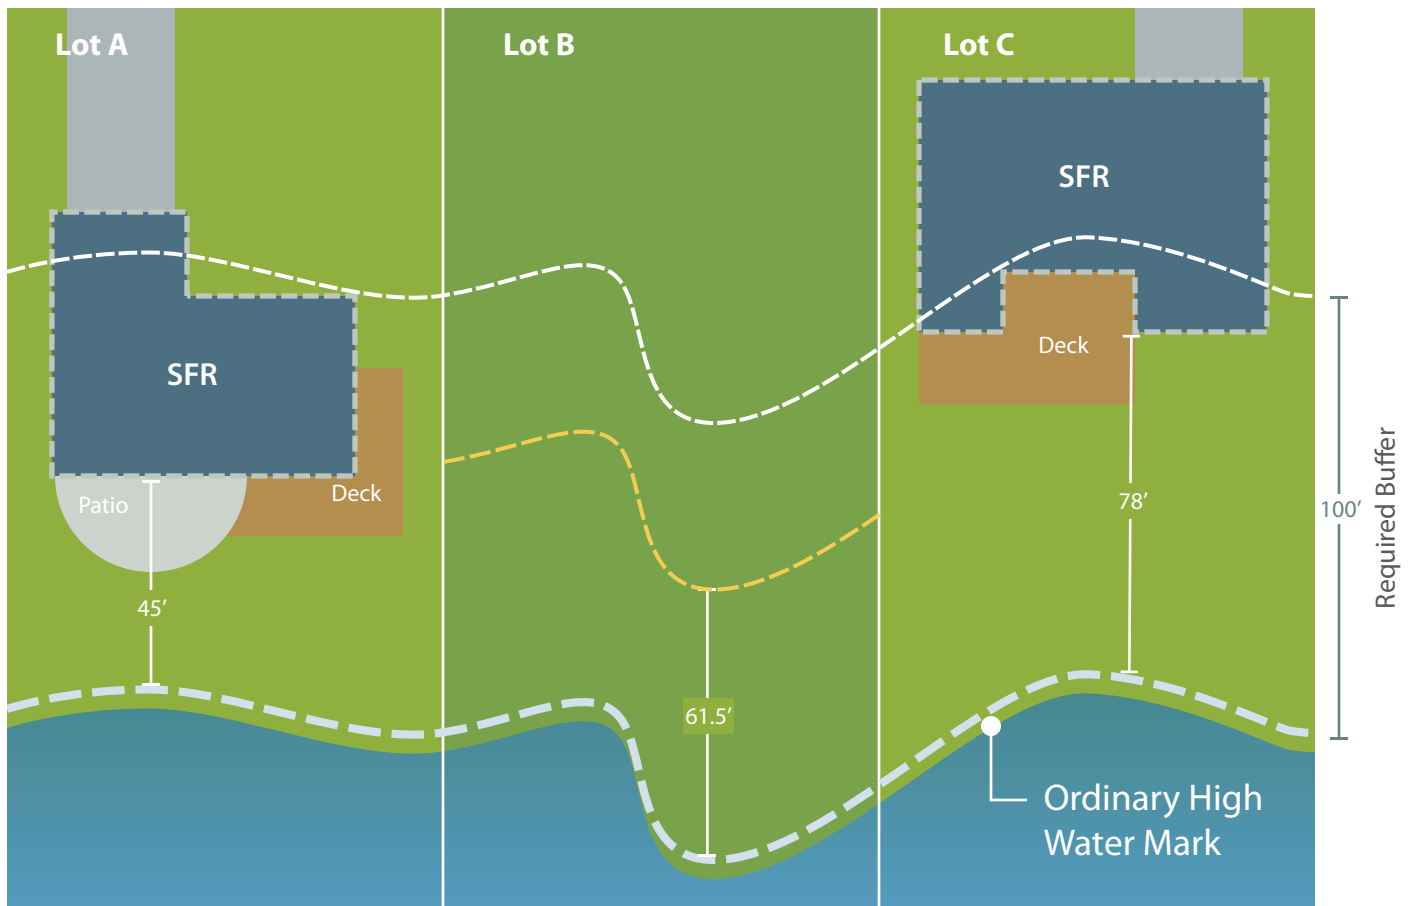 Lot A
Lot B
Lot C
SFR
SFR
Deck
Patio
Deck
45’
61.5’
78’
100’
Required Buffer
Ordinary High
Water Mark